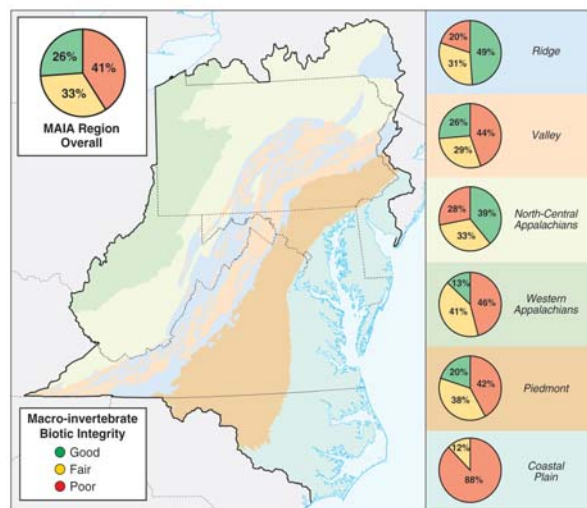 26%
41%
33%
MAIA Region
Overall
Macro-invertebrate
Biotic Integrity
Good
Fair
Poor
20%
49%
31%
Ridge
26%
44%
29%
Valley
28%
39%
33%
North-Central
Appalachians
13%
46%
41%
Western
Appalachians
20%
42%
38%
Piedmont
12%
88%
Coastal
Plain